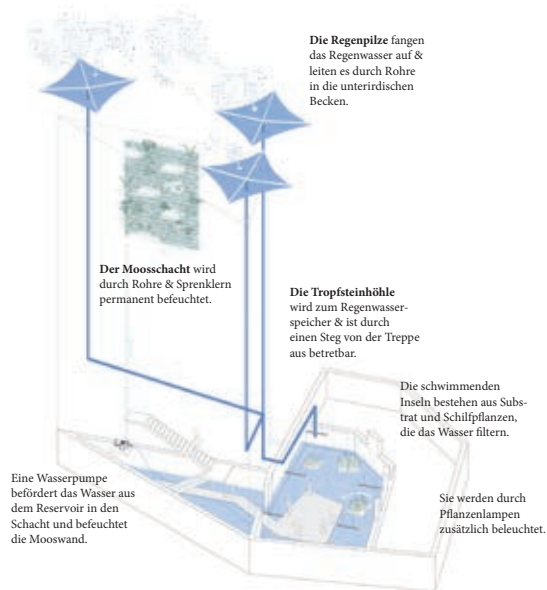 Die Regenpilze fangen
das Regenwasser auf &
leiten es durch Rohre
in die unterirdischen
Becken.
Der Moosschacht wird
durch Rohre & Sprenklern
permanent befeuchtet.
Die Tropfsteinhöhle
wird zum Regenwasser-
speicher & ist durch
einen Steg von der Treppe
aus betretbar.
Die schwimmenden
Inseln bestehen aus Subs-
trat und Schilfpflanzen,
die das Wasser filtern.
Eine Wasserpumpe
befördert das Wasser aus
dem Reservoir in den
Schacht und befeuchtet
die Mooswand.
Sie werden durch
Pflanzenlampen
zusätzlich beleuchtet.